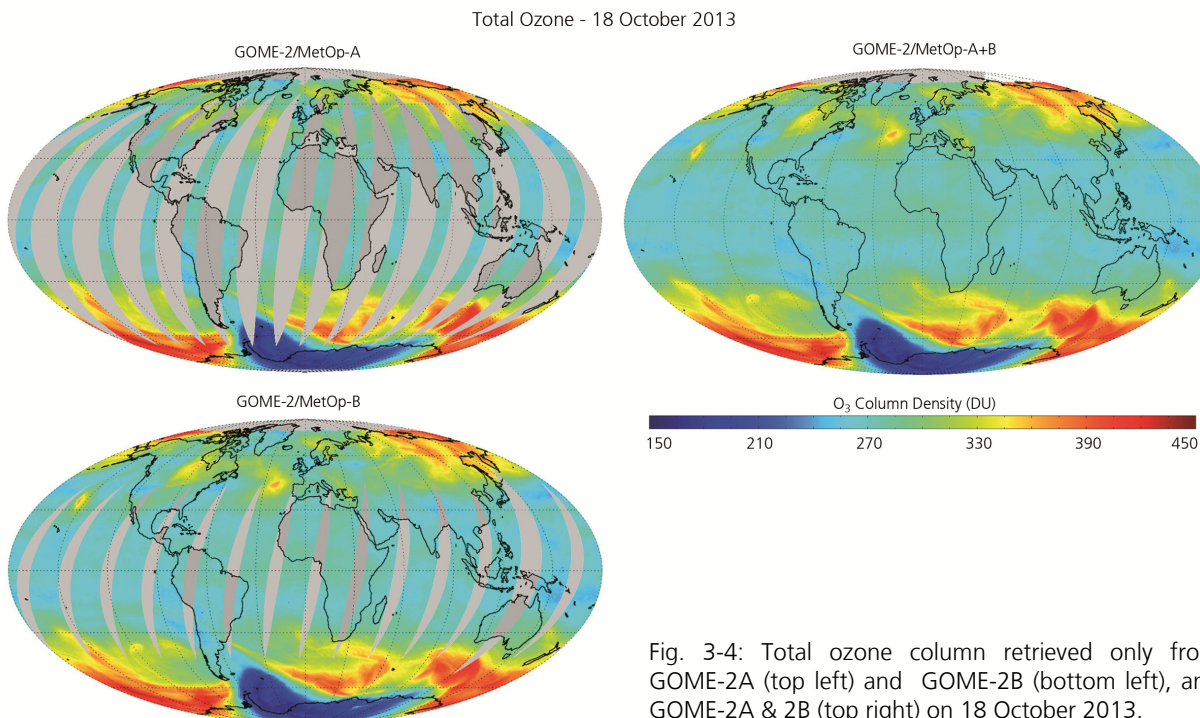 Total Ozone - 18 October 2013
GOME-2/MetOp-A
GOME-2/MetOp-A+B
GOME-2/MetOp-B
O₃ Column Density (DU)
150 210 270 330 390 450
Fig. 3-4: Total ozone column retrieved only fro
GOME-2A (top left) and GOME-2B (bottom left), an
GOME-2A & 2B (top right) on 18 October 2013.